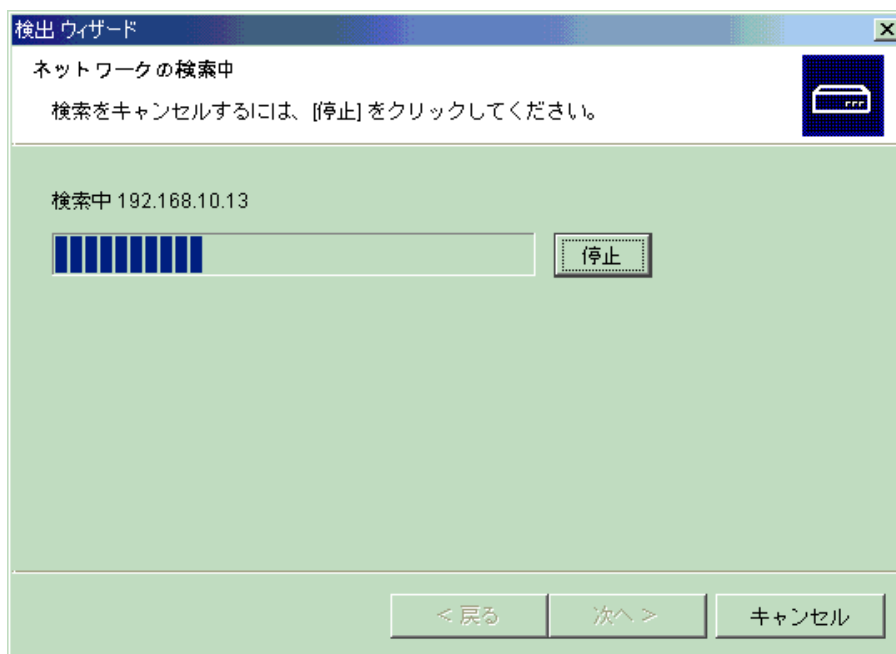 検出 ウィザード
ネットワークの検索中
検索をキャンセルするには、[停止] をクリックしてください。
検索中 192.168.10.13
停止
< 戻る
次へ >
キャンセル